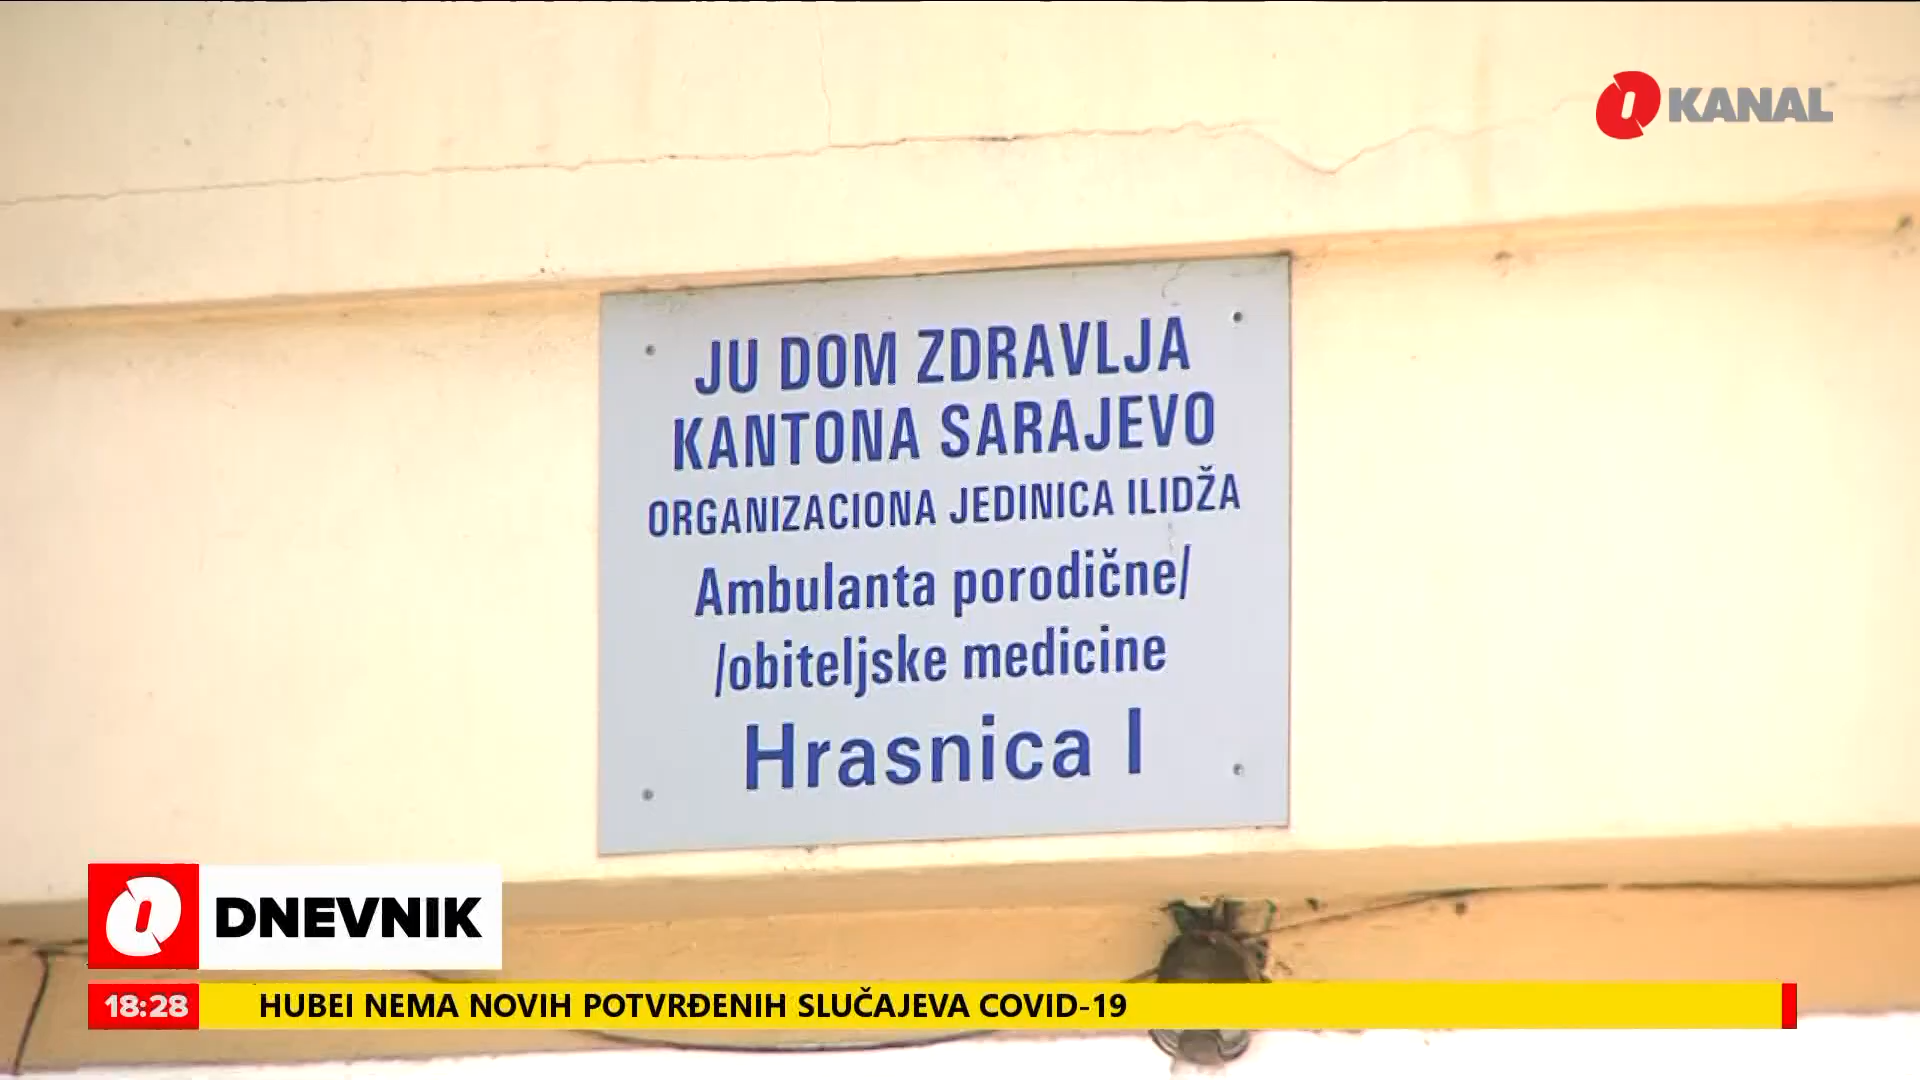 O KANAL
JU DOM ZDRAVLJA
KANTONA SARAJEVO
ORGANIZACIONA JEDINICA ILIDŽA
Ambulanta porodične/
/obiteljske medicine
Hrasnica I
O DNEVNIK
18:28 HUBEI NEMA NOVIH POTVRĐENIH SLUČAJEVA COVID-19